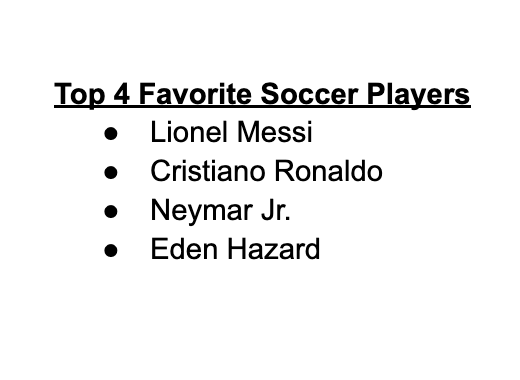 Top 4 Favorite Soccer Players
● Lionel Messi
● Cristiano Ronaldo
● Neymar Jr.
● Eden Hazard